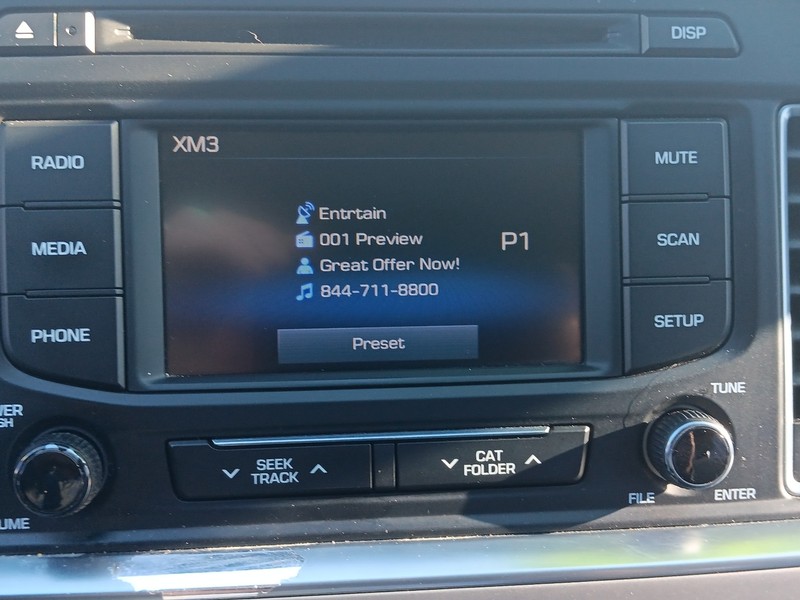 DISP
RADIO
MEDIA
PHONE
XM3
Entrtain
001 Preview
Great Offer Now!
844-711-8800
P1
Preset
MUTE
SCAN
SETUP
SEEK
TRACK
CAT
FOLDER
TUNE
FILE
ENTER